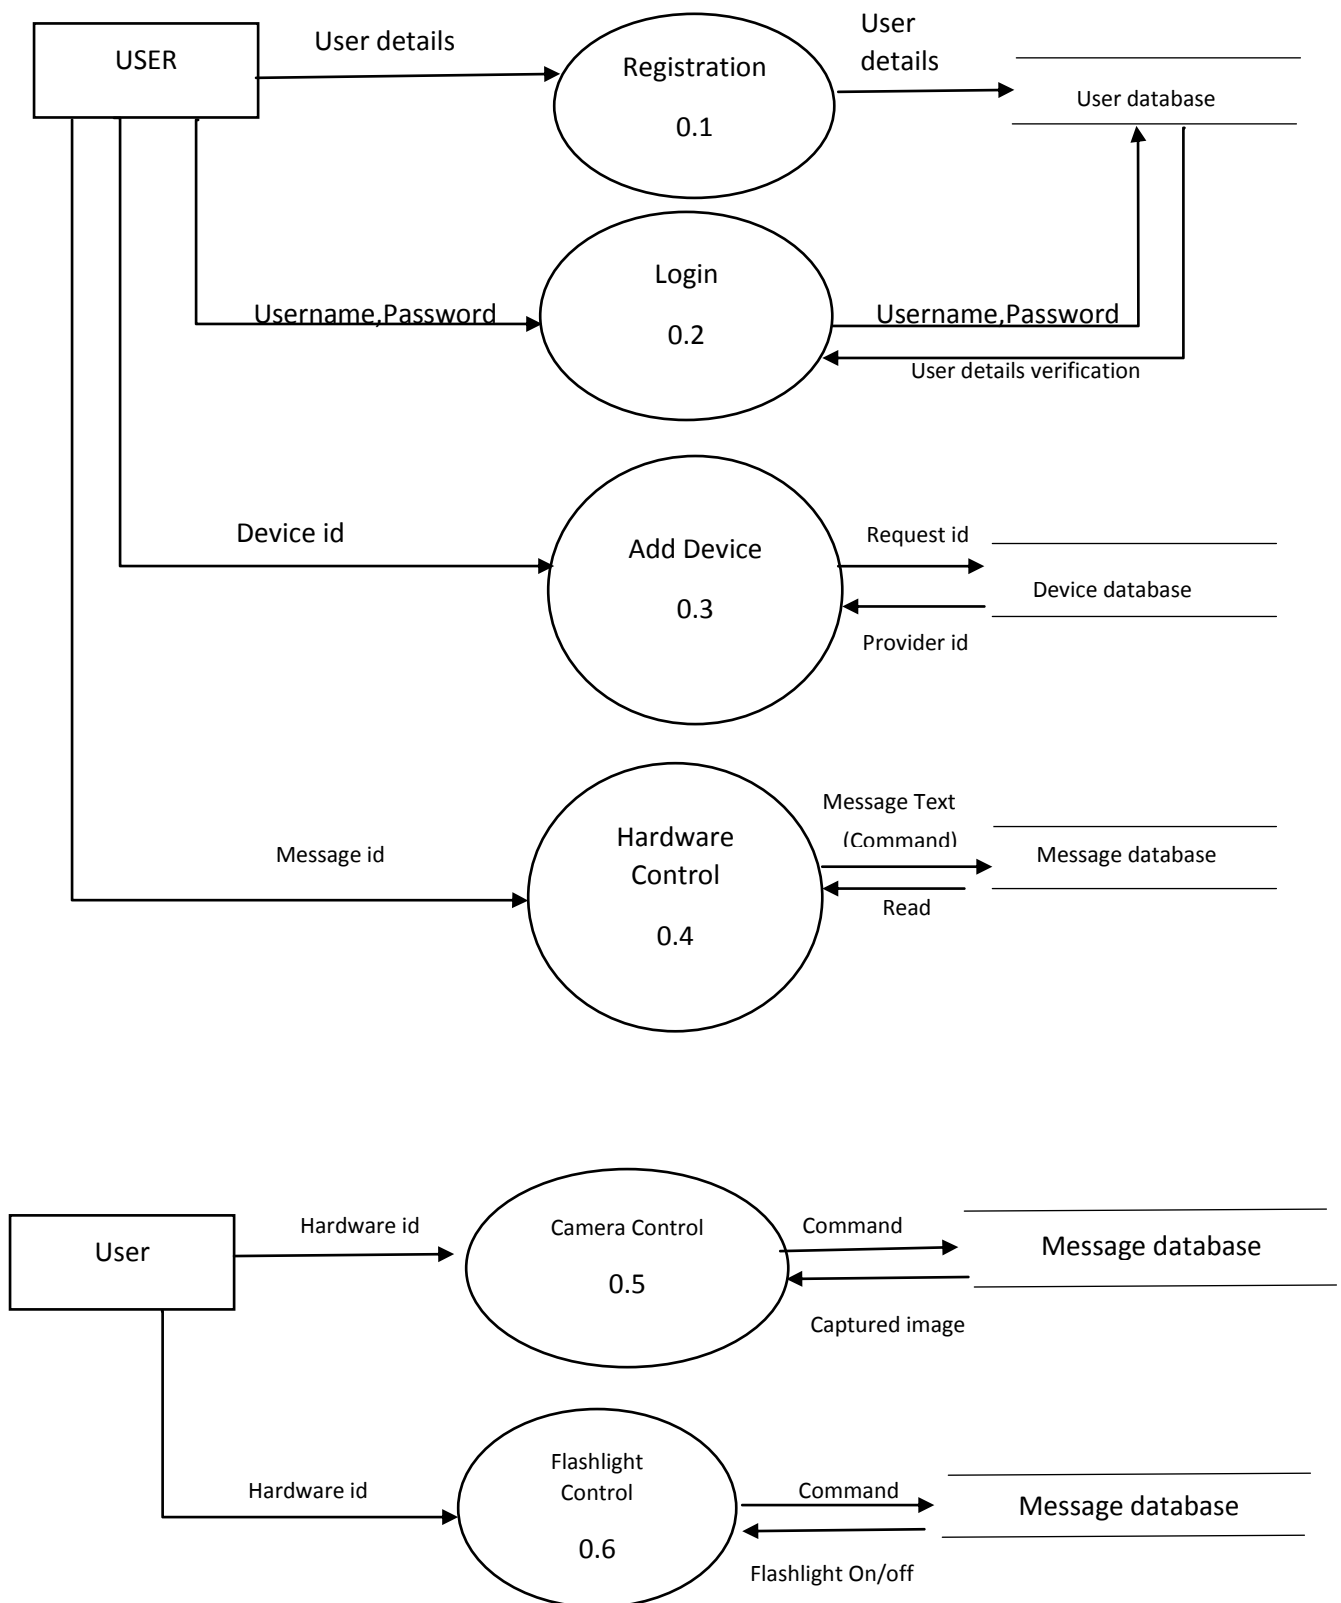 USER
User details
Registration
0.1
User
details
User database
Login
0.2
Username,Password
Username,Password
User details verification
Device id
Add Device
0.3
Request id
Device database
Provider id
Message id
Hardware
Control
0.4
Message Text
(Command)
Message database
Read
User
Hardware id
Camera Control
0.5
Command
Message database
Captured image
Hardware id
Flashlight
Control
0.6
Command
Message database
Flashlight On/off